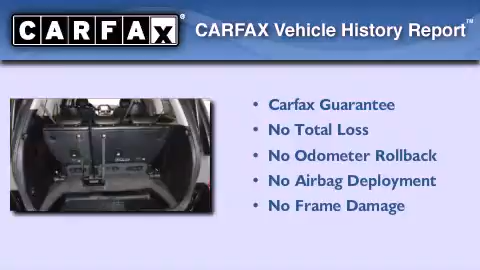 CARFAX® CARFAX Vehicle History Report™
• Carfax Guarantee
• No Total Loss
• No Odometer Rollback
• No Airbag Deployment
• No Frame Damage